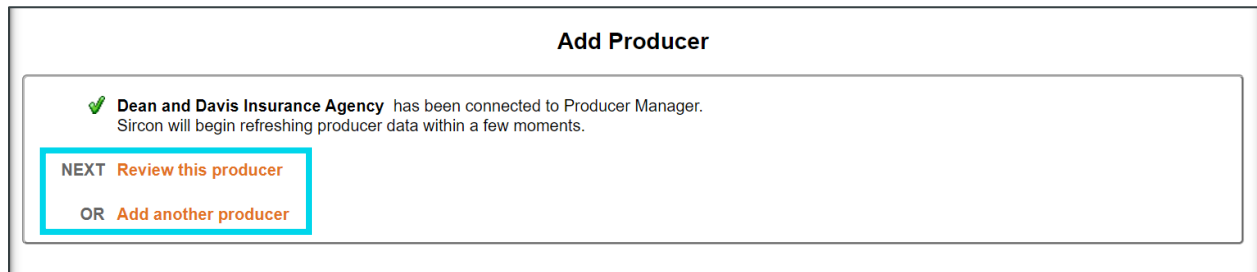 Add Producer
Dean and Davis Insurance Agency has been connected to Producer Manager.
Sircon will begin refreshing producer data within a few moments.
NEXT Review this producer
OR Add another producer